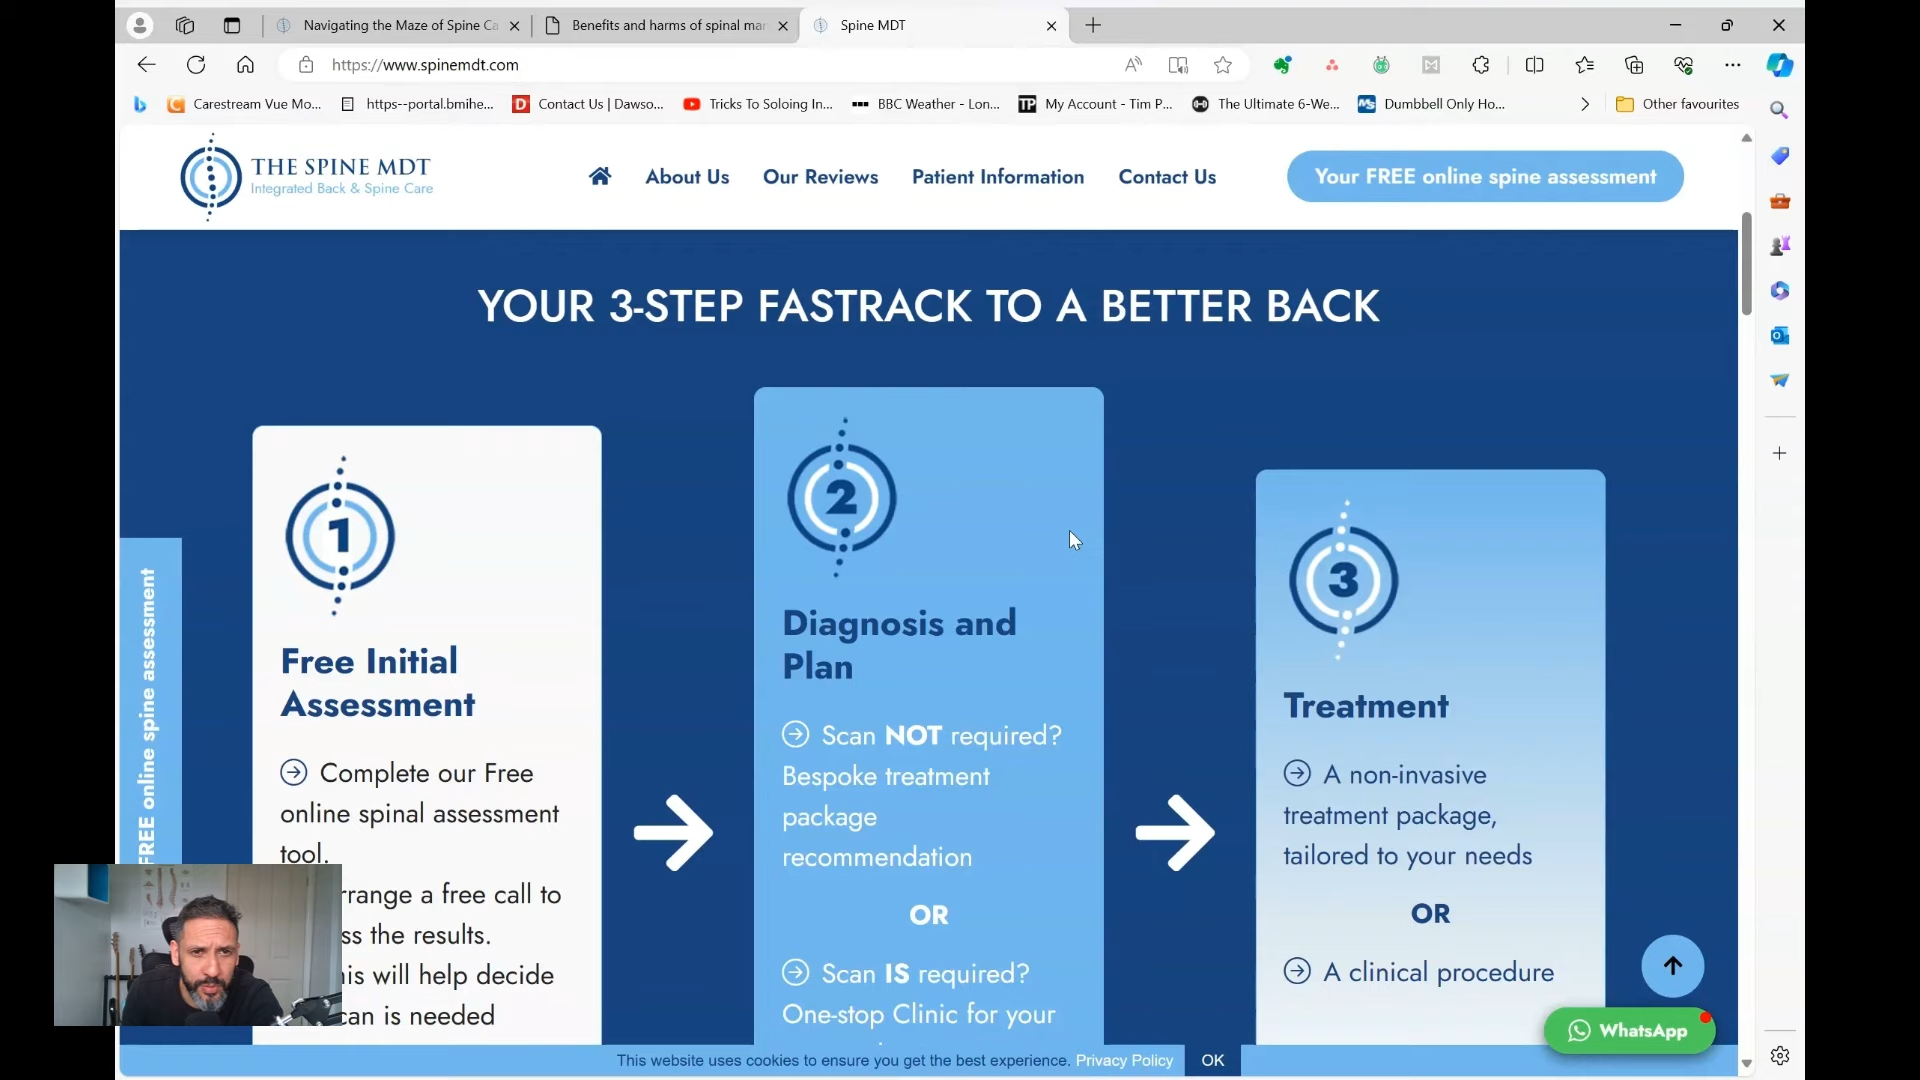 Navigating the Maze of Spine Ca
Benefits and harms of spinal mar
Spine MDT
https://www.spinemdt.com
Carestream Vue Mo...
https--portal.bmihe...
Contact Us | Dawso...
Tricks To Soloing In...
BBC Weather - Lon...
TP
My Account - Tim P...
The Ultimate 6-We...
Dumbbell Only Ho...
Other favourites
THE SPINE MDT
Integrated Back & Spine Care
About Us
Our Reviews
Patient Information
Contact Us
Your FREE online spine assessment
YOUR 3-STEP FASTRACK TO A BETTER BACK
FREE online spine assessment
1
Free Initial
Assessment
Complete our Free
online spinal assessment
tool.
rrange a free call to
ss the results.
his will help decide
can is needed
2
Diagnosis and
Plan
Scan NOT required?
Bespoke treatment
package
recommendation
OR
Scan IS required?
One-stop Clinic for your
3
Treatment
A non-invasive
treatment package,
tailored to your needs
OR
A clinical procedure
WhatsApp
This website uses cookies to ensure you get the best experience. Privacy Policy
OK